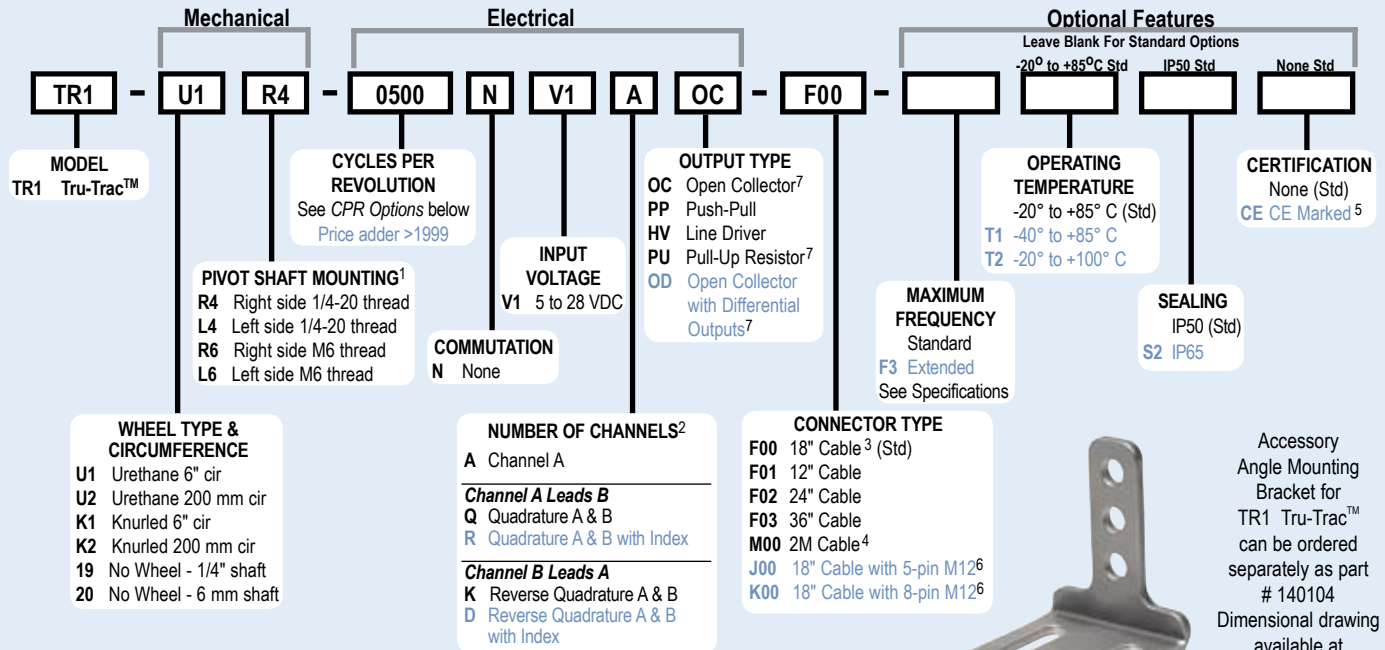 Mechanical
Electrical
Optional Features
Leave Blank For Standard Options
-20⁰ to +85⁰C Std
IP50 Std
None Std
TR1 - U1 R4 - 0500 N V1 A OC - F00 -
MODEL
TR1 Tru-Trac™
CYCLES PER
REVOLUTION
See CPR Options below
Price adder >1999
OUTPUT TYPE
OC Open Collector⁷
PP Push-Pull
HV Line Driver
PU Pull-Up Resistor⁷
OD Open Collector
with Differential
Outputs⁷
OPERATING
TEMPERATURE
-20° to +85° C (Std)
T1 -40° to +85° C
T2 -20° to +100° C
CERTIFICATION
None (Std)
CE CE Marked ⁵
PIVOT SHAFT MOUNTING¹
R4 Right side 1/4-20 thread
L4 Left side 1/4-20 thread
R6 Right side M6 thread
L6 Left side M6 thread
INPUT
VOLTAGE
V1 5 to 28 VDC
COMMUTATION
N None
MAXIMUM
FREQUENCY
Standard
F3 Extended
See Specifications
SEALING
IP50 (Std)
S2 IP65
WHEEL TYPE &
CIRCUMFERENCE
U1 Urethane 6" cir
U2 Urethane 200 mm cir
K1 Knurled 6" cir
K2 Knurled 200 mm cir
19 No Wheel - 1/4" shaft
20 No Wheel - 6 mm shaft
NUMBER OF CHANNELS²
A Channel A
Channel A Leads B
Q Quadrature A & B
R Quadrature A & B with Index
Channel B Leads A
K Reverse Quadrature A & B
D Reverse Quadrature A & B
with Index
CONNECTOR TYPE
F00 18" Cable ³ (Std)
F01 12" Cable
F02 24" Cable
F03 36" Cable
M00 2M Cable⁴
J00 18" Cable with 5-pin M12⁶
K00 18" Cable with 8-pin M12⁶
Accessory
Angle Mounting
Bracket for
TR1 Tru-Trac™
can be ordered
separately as part
# 140104
Dimensional drawing
available at